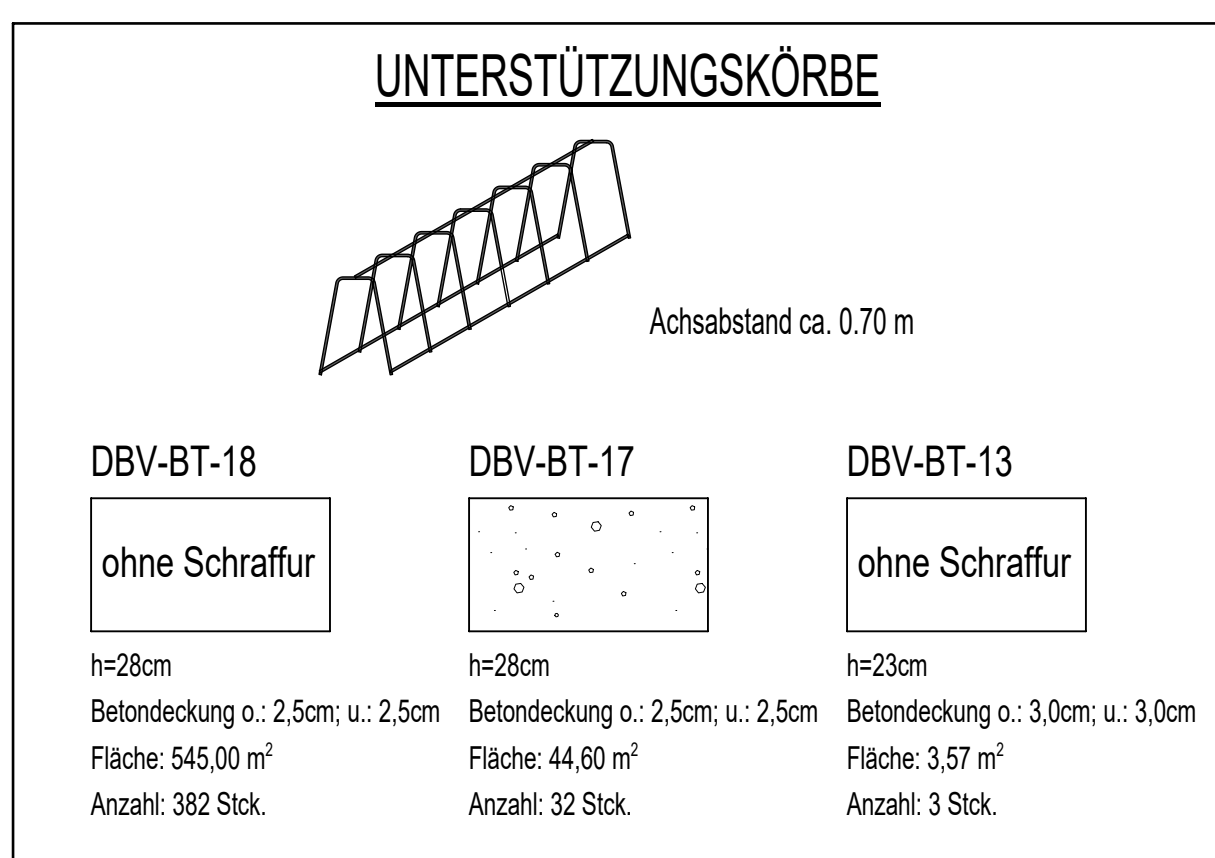 UNTERSTÜTZUNGSKÖRBE
Achsabstand ca. 0.70 m
DBV-BT-18
ohne Schraffur
h=28cm
Betondeckung o.: 2,5cm; u.: 2,5cm
Fläche: 545,00 m²
Anzahl: 382 Stck.
DBV-BT-17
h=28cm
Betondeckung o.: 2,5cm; u.: 2,5cm
Fläche: 44,60 m²
Anzahl: 32 Stck.
DBV-BT-13
ohne Schraffur
h=23cm
Betondeckung o.: 3,0cm; u.: 3,0cm
Fläche: 3,57 m²
Anzahl: 3 Stck.